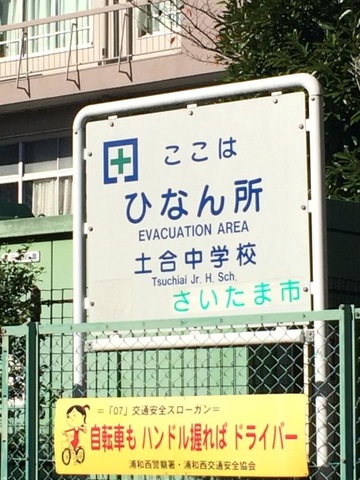 ここは
ひなん所
EVACUATION AREA
土合中学校
Tsuchiai Jr. H. Sch.
さいたま市
=「07」交通安全スローガン=
自転車も ハンドル握れば ドライバー
浦和西警察署・浦和西交通安全協会